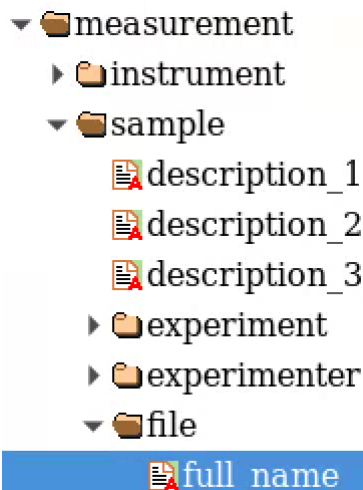 measurement
instrument
sample
description_1
description_2
description_3
experiment
experimenter
file
full_name